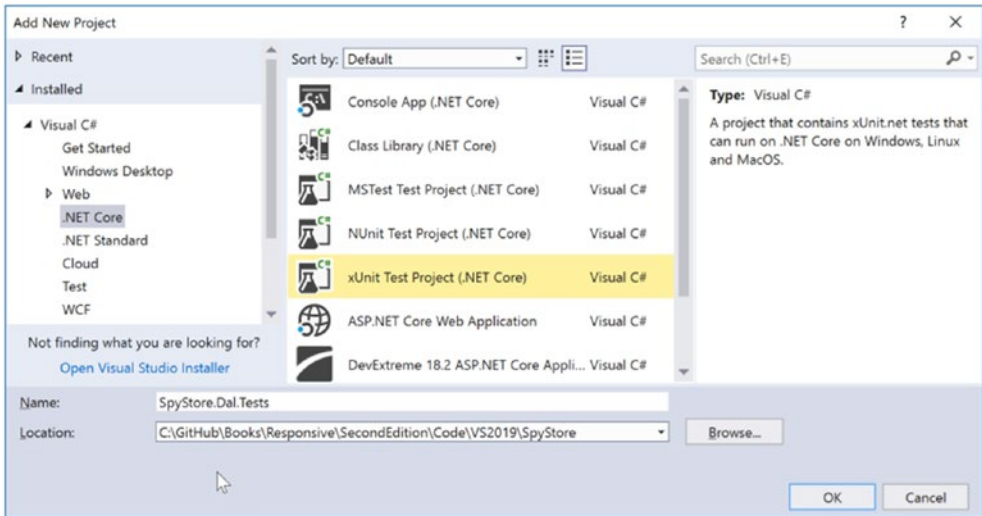 Add New Project
?
Recent
Installed
Visual C#
Get Started
Windows Desktop
Web
.NET Core
.NET Standard
Cloud
Test
WCF
Not finding what you are looking for?
Open Visual Studio Installer
Sort by: Default
Console App (.NET Core) Visual C#
Class Library (.NET Core) Visual C#
MSTest Test Project (.NET Core) Visual C#
NUnit Test Project (.NET Core) Visual C#
xUnit Test Project (.NET Core) Visual C#
ASP.NET Core Web Application Visual C#
DevExtreme 18.2 ASP.NET Core Appli... Visual C#
Search (Ctrl+E)
Type: Visual C#
A project that contains xUnit.net tests that
can run on .NET Core on Windows, Linux
and MacOS.
Name: SpyStore.Dal.Tests
Location: C:\GitHub\Books\Responsive\SecondEdition\Code\VS2019\SpyStore
Browse...
OK Cancel